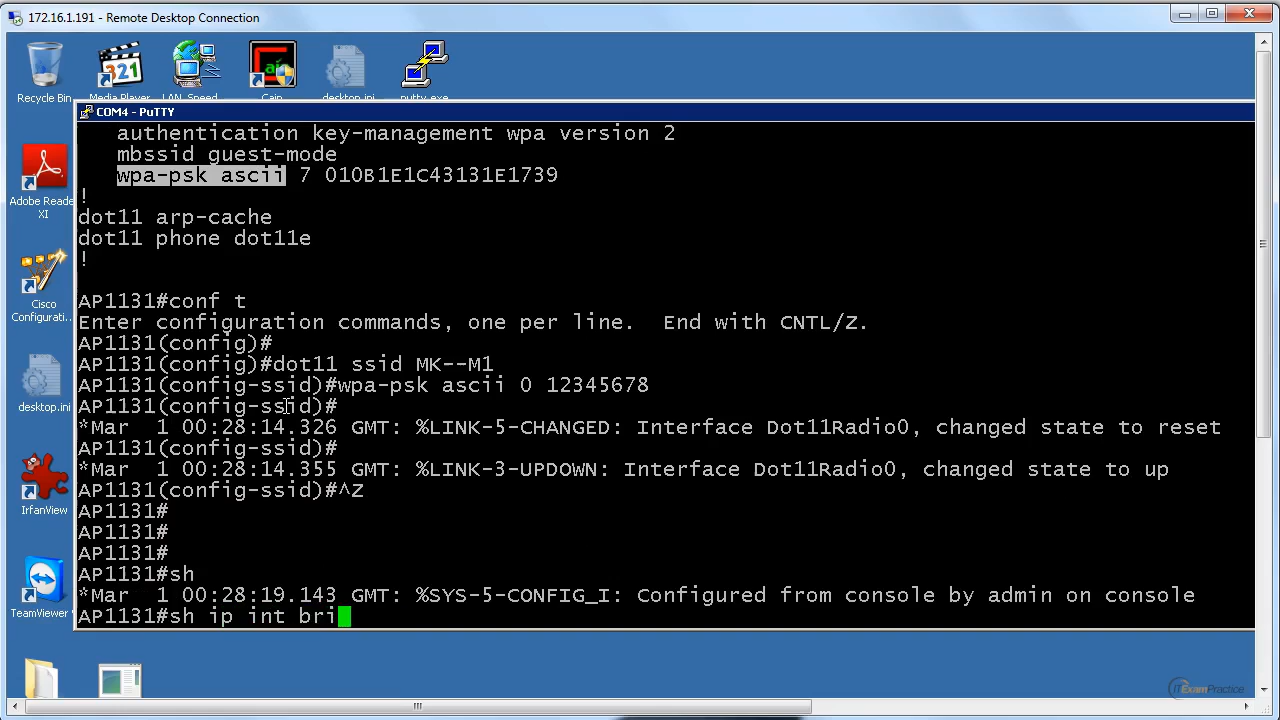 172.16.1.191 - Remote Desktop Connection
Recycle Bin
Media Player
LAN_Speed
Cain
desktop.ini
putty.exe
COM4 - PuTTY
authentication key-management wpa version 2
mbssid guest-mode
wpa-psk ascii 7 010B1E1C43131E1739
!
dot11 arp-cache
dot11 phone dot11e
!
AP1131#conf t
Enter configuration commands, one per line.  End with CNTL/Z.
AP1131(config)#
AP1131(config)#dot11 ssid MK--M1
AP1131(config-ssid)#wpa-psk ascii 0 12345678
AP1131(config-ssid)#
*Mar  1 00:28:14.326 GMT: %LINK-5-CHANGED: Interface Dot11Radio0, changed state to reset
AP1131(config-ssid)#
*Mar  1 00:28:14.355 GMT: %LINK-3-UPDOWN: Interface Dot11Radio0, changed state to up
AP1131(config-ssid)#^Z
AP1131#
AP1131#
AP1131#
AP1131#sh
*Mar  1 00:28:19.143 GMT: %SYS-5-CONFIG_I: Configured from console by admin on console
AP1131#sh ip int bri
Adobe Reade
XI
Cisco
Configurati...
desktop.ini
IrfanView
TeamViewer
ITExamPractice